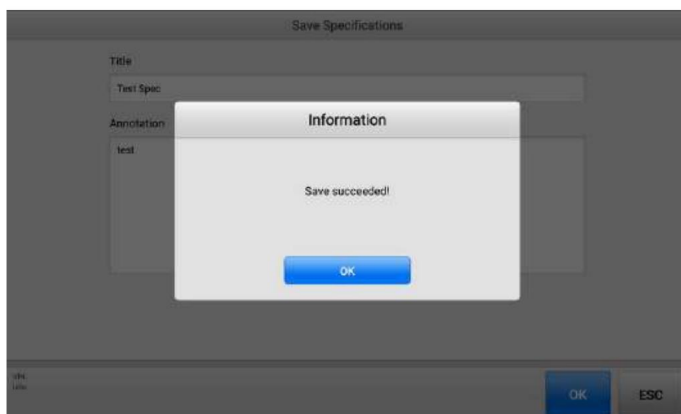 Save Specifications
Title
Test Spec
Annotation
test
Information
Save succeeded!
OK
OK
ESC